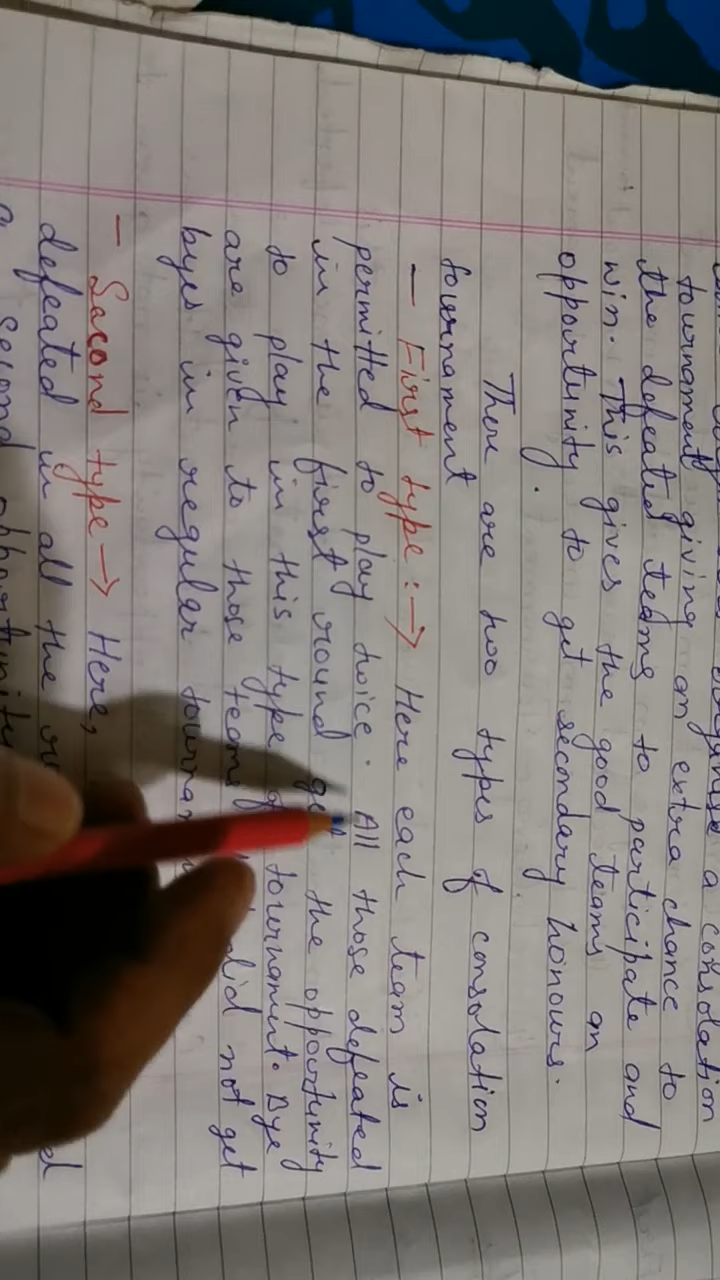 a consolation
tournament giving an extra chance to
the defeated teams to participate and
win. This gives the good teams an
opportunity to get secondary honours.
There are two types of consolation
tournament
— First type :→ Here each team is
permitted to play twice. All those defeated
in the first round get the opportunity
to play in this type of tournament. Bye
are given to those teams did not get
byes in regular
— Second type → Here,
defeated in all the
a second opportunity